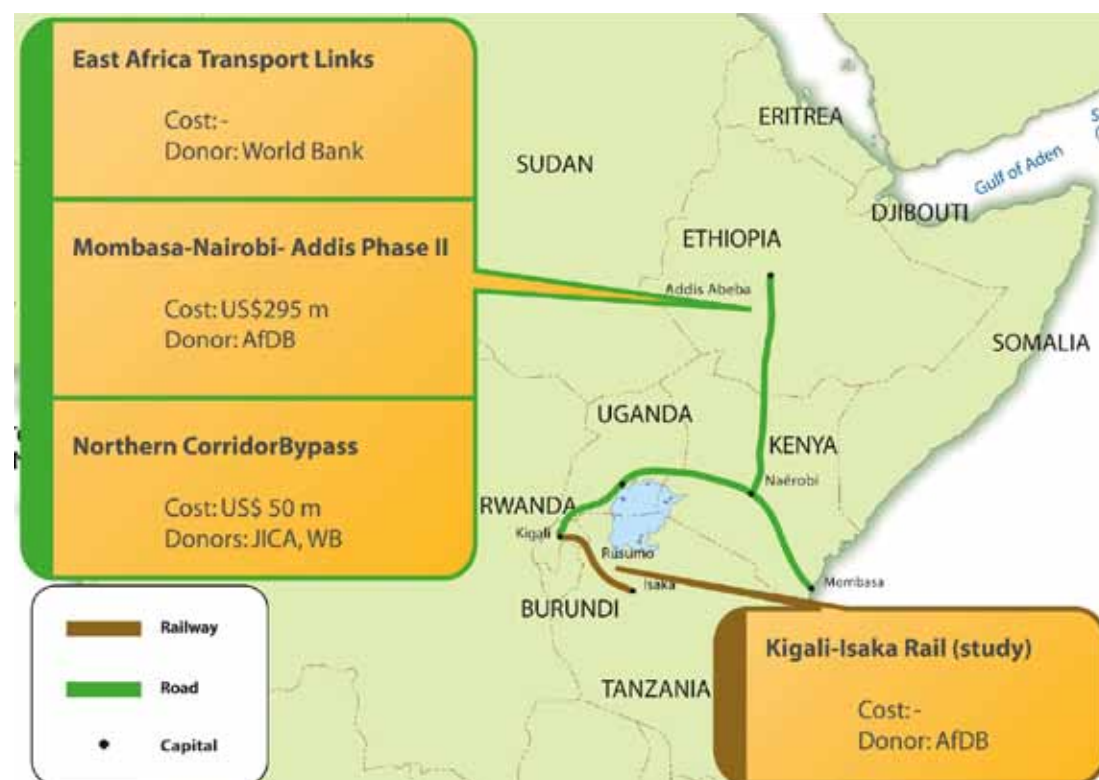 East Africa Transport Links
Cost: -
Donor: World Bank
Mombasa-Nairobi- Addis Phase II
Cost: US$295 m
Donor: AfDB
Northern CorridorBypass
Cost: US$ 50 m
Donors: JICA, WB
ERITREA
SUDAN
Gulf of Aden
DJIBOUTI
ETHIOPIA
Addis Abeba
SOMALIA
UGANDA
KENYA
Naérobi
RWANDA
Kigali
Rusumo
Isaka
Mombasa
BURUNDI
TANZANIA
Kigali-Isaka Rail (study)
Cost: -
Donor: AfDB
Railway
Road
Capital